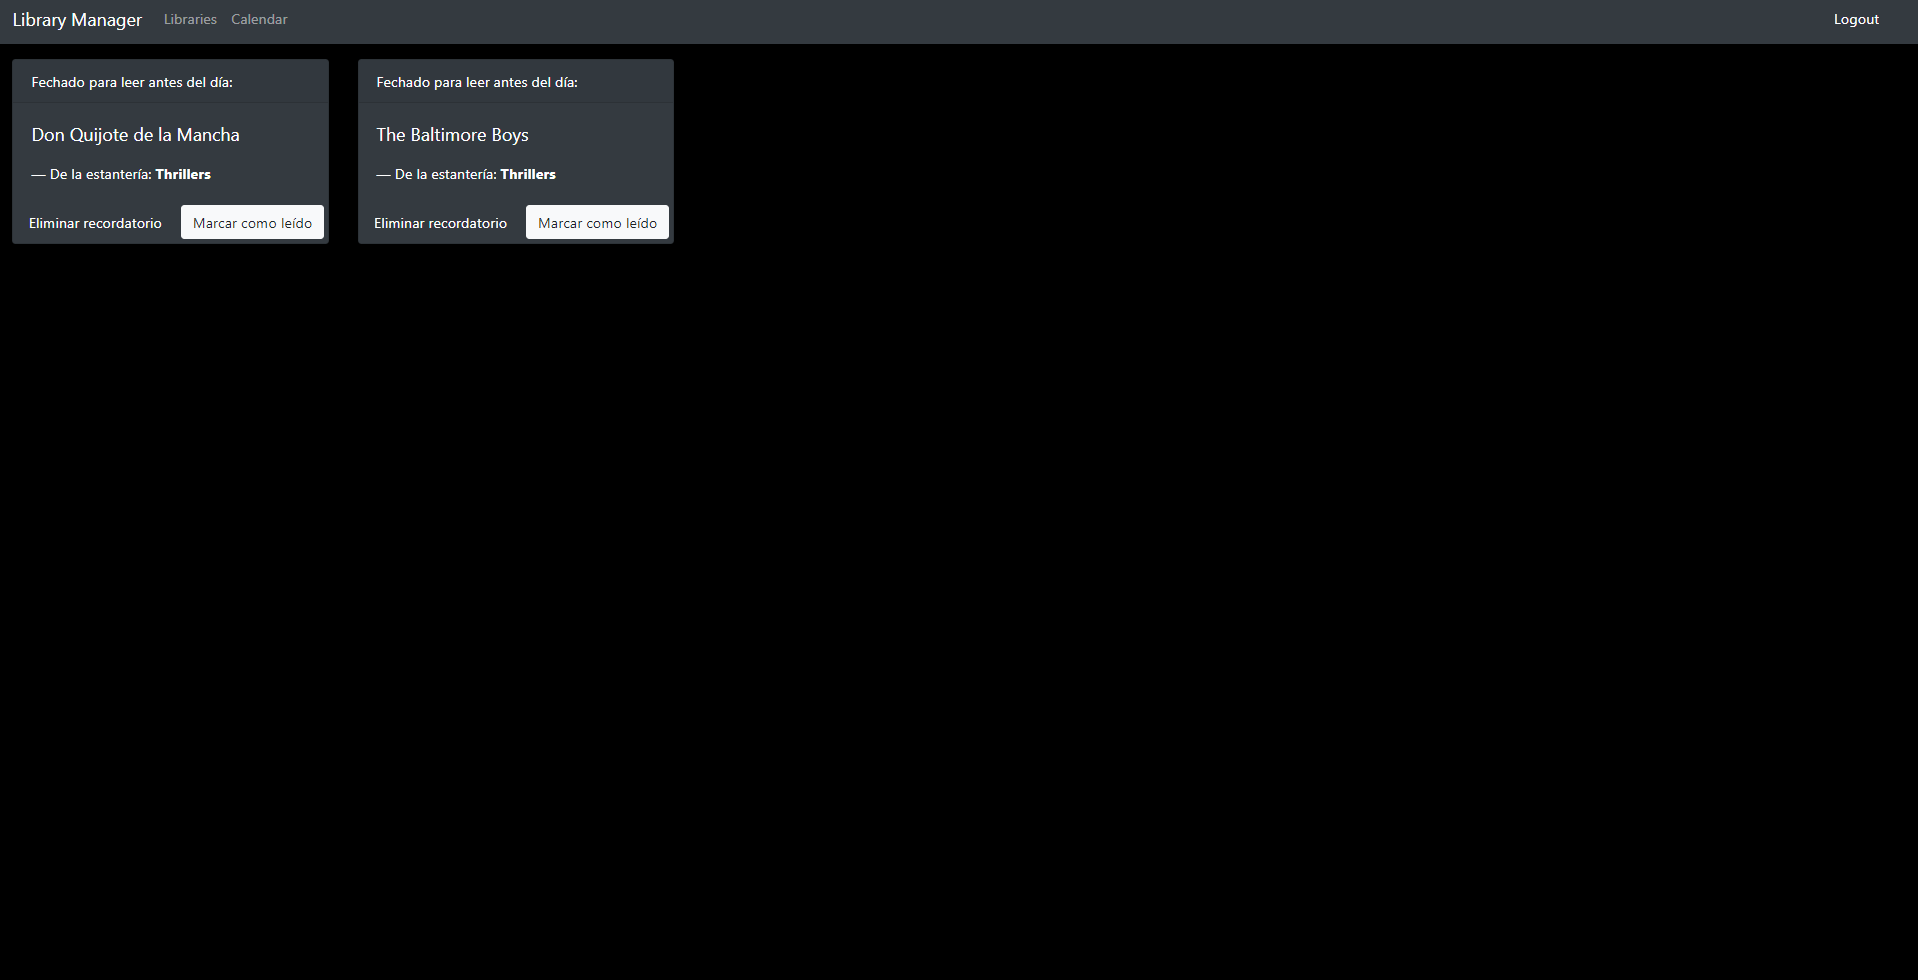 Library Manager Libraries Calendar Logout
Fechado para leer antes del día:
Don Quijote de la Mancha
— De la estantería: Thrillers
Eliminar recordatorio Marcar como leído
Fechado para leer antes del día:
The Baltimore Boys
— De la estantería: Thrillers
Eliminar recordatorio Marcar como leído